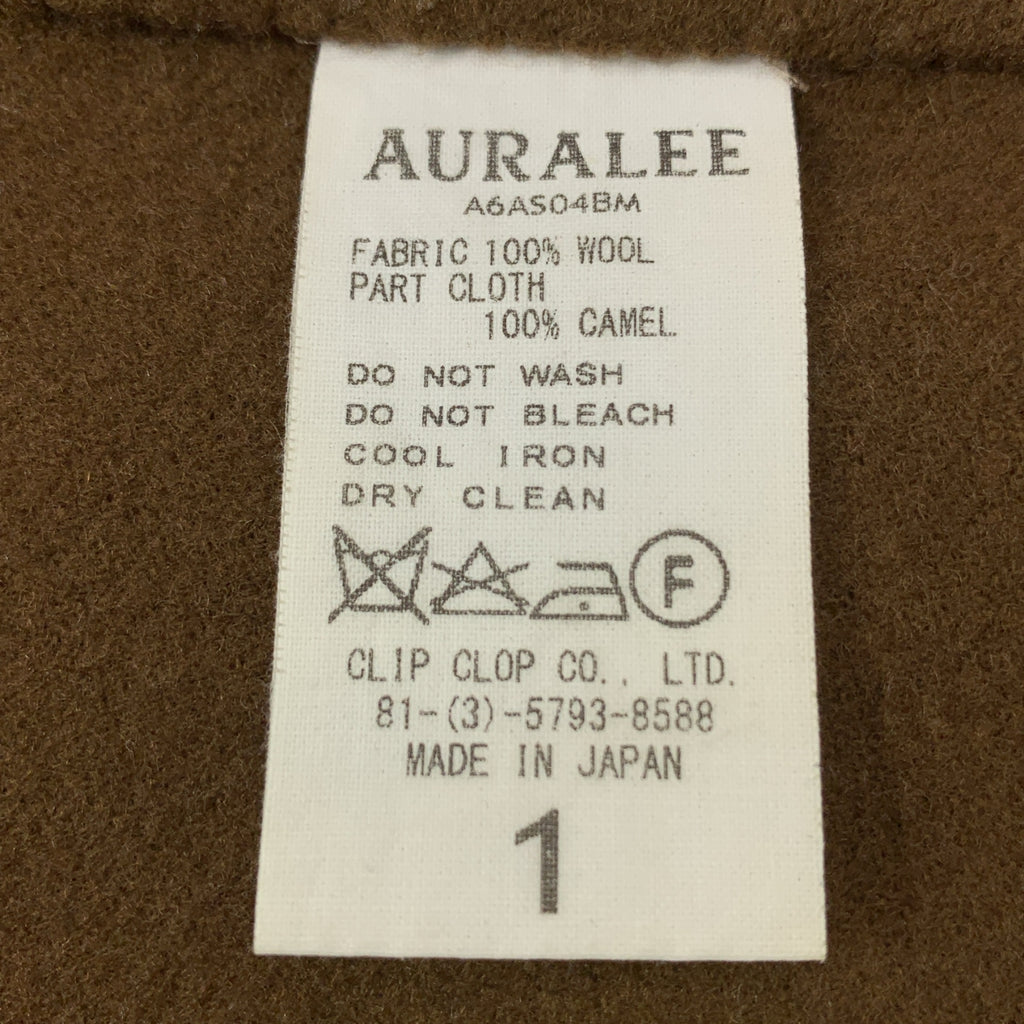 AURALEE
A6AS04BM
FABRIC 100% WOOL
PART CLOTH
100% CAMEL
DO NOT WASH
DO NOT BLEACH
COOL IRON
DRY CLEAN
F
CLIP CLOP CO., LTD.
81-(3)-5793-8588
MADE IN JAPAN
1